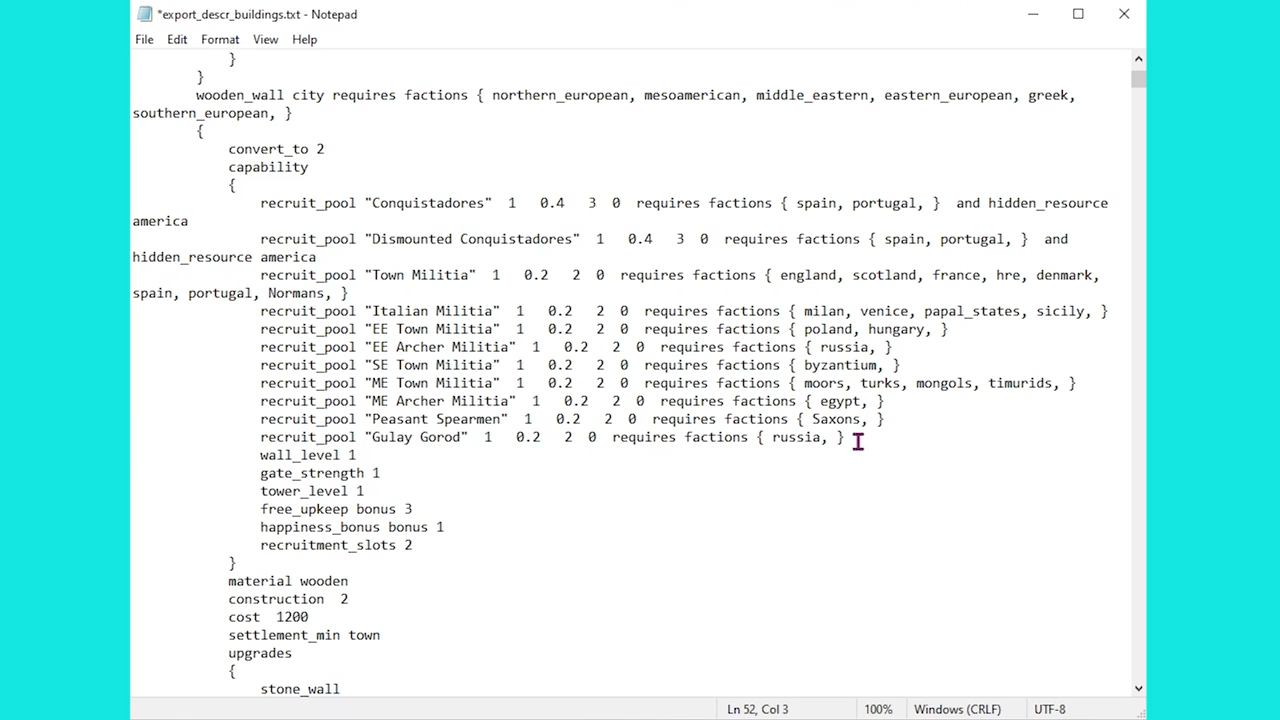 *export_descr_buildings.txt - Notepad
File Edit Format View Help
}
}
wooden_wall city requires factions { northern_european, mesoamerican, middle_eastern, eastern_european, greek,
southern_european, }
{
convert_to 2
capability
{
recruit_pool "Conquistadores" 1 0.4 3 0 requires factions { spain, portugal, } and hidden_resource
america
recruit_pool "Dismounted Conquistadores" 1 0.4 3 0 requires factions { spain, portugal, } and
hidden_resource america
recruit_pool "Town Militia" 1 0.2 2 0 requires factions { england, scotland, france, hre, denmark,
spain, portugal, Normans, }
recruit_pool "Italian Militia" 1 0.2 2 0 requires factions { milan, venice, papal_states, sicily, }
recruit_pool "EE Town Militia" 1 0.2 2 0 requires factions { poland, hungary, }
recruit_pool "EE Archer Militia" 1 0.2 2 0 requires factions { russia, }
recruit_pool "SE Town Militia" 1 0.2 2 0 requires factions { byzantium, }
recruit_pool "ME Town Militia" 1 0.2 2 0 requires factions { moors, turks, mongols, timurids, }
recruit_pool "ME Archer Militia" 1 0.2 2 0 requires factions { egypt, }
recruit_pool "Peasant Spearmen" 1 0.2 2 0 requires factions { Saxons, }
recruit_pool "Gulay Gorod" 1 0.2 2 0 requires factions { russia, }
wall_level 1
gate_strength 1
tower_level 1
free_upkeep bonus 3
happiness_bonus bonus 1
recruitment_slots 2
}
material wooden
construction 2
cost 1200
settlement_min town
upgrades
{
stone_wall
Ln 52, Col 3 100% Windows (CRLF) UTF-8